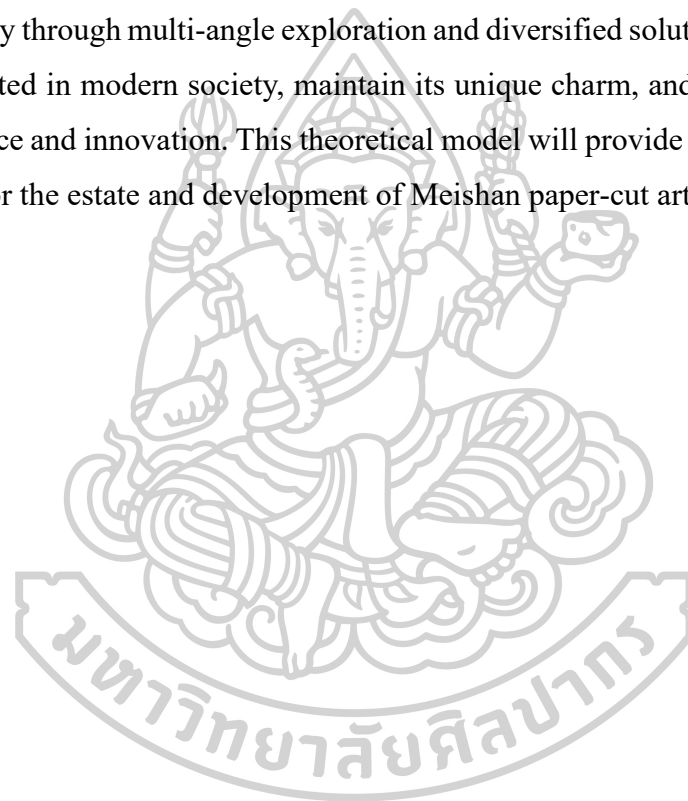 y through multi-angle exploration and diversified solut
ted in modern society, maintain its unique charm, and
ce and innovation. This theoretical model will provide
r the estate and development of Meishan paper-cut art
มหาวิทยาลัยศิลปากร